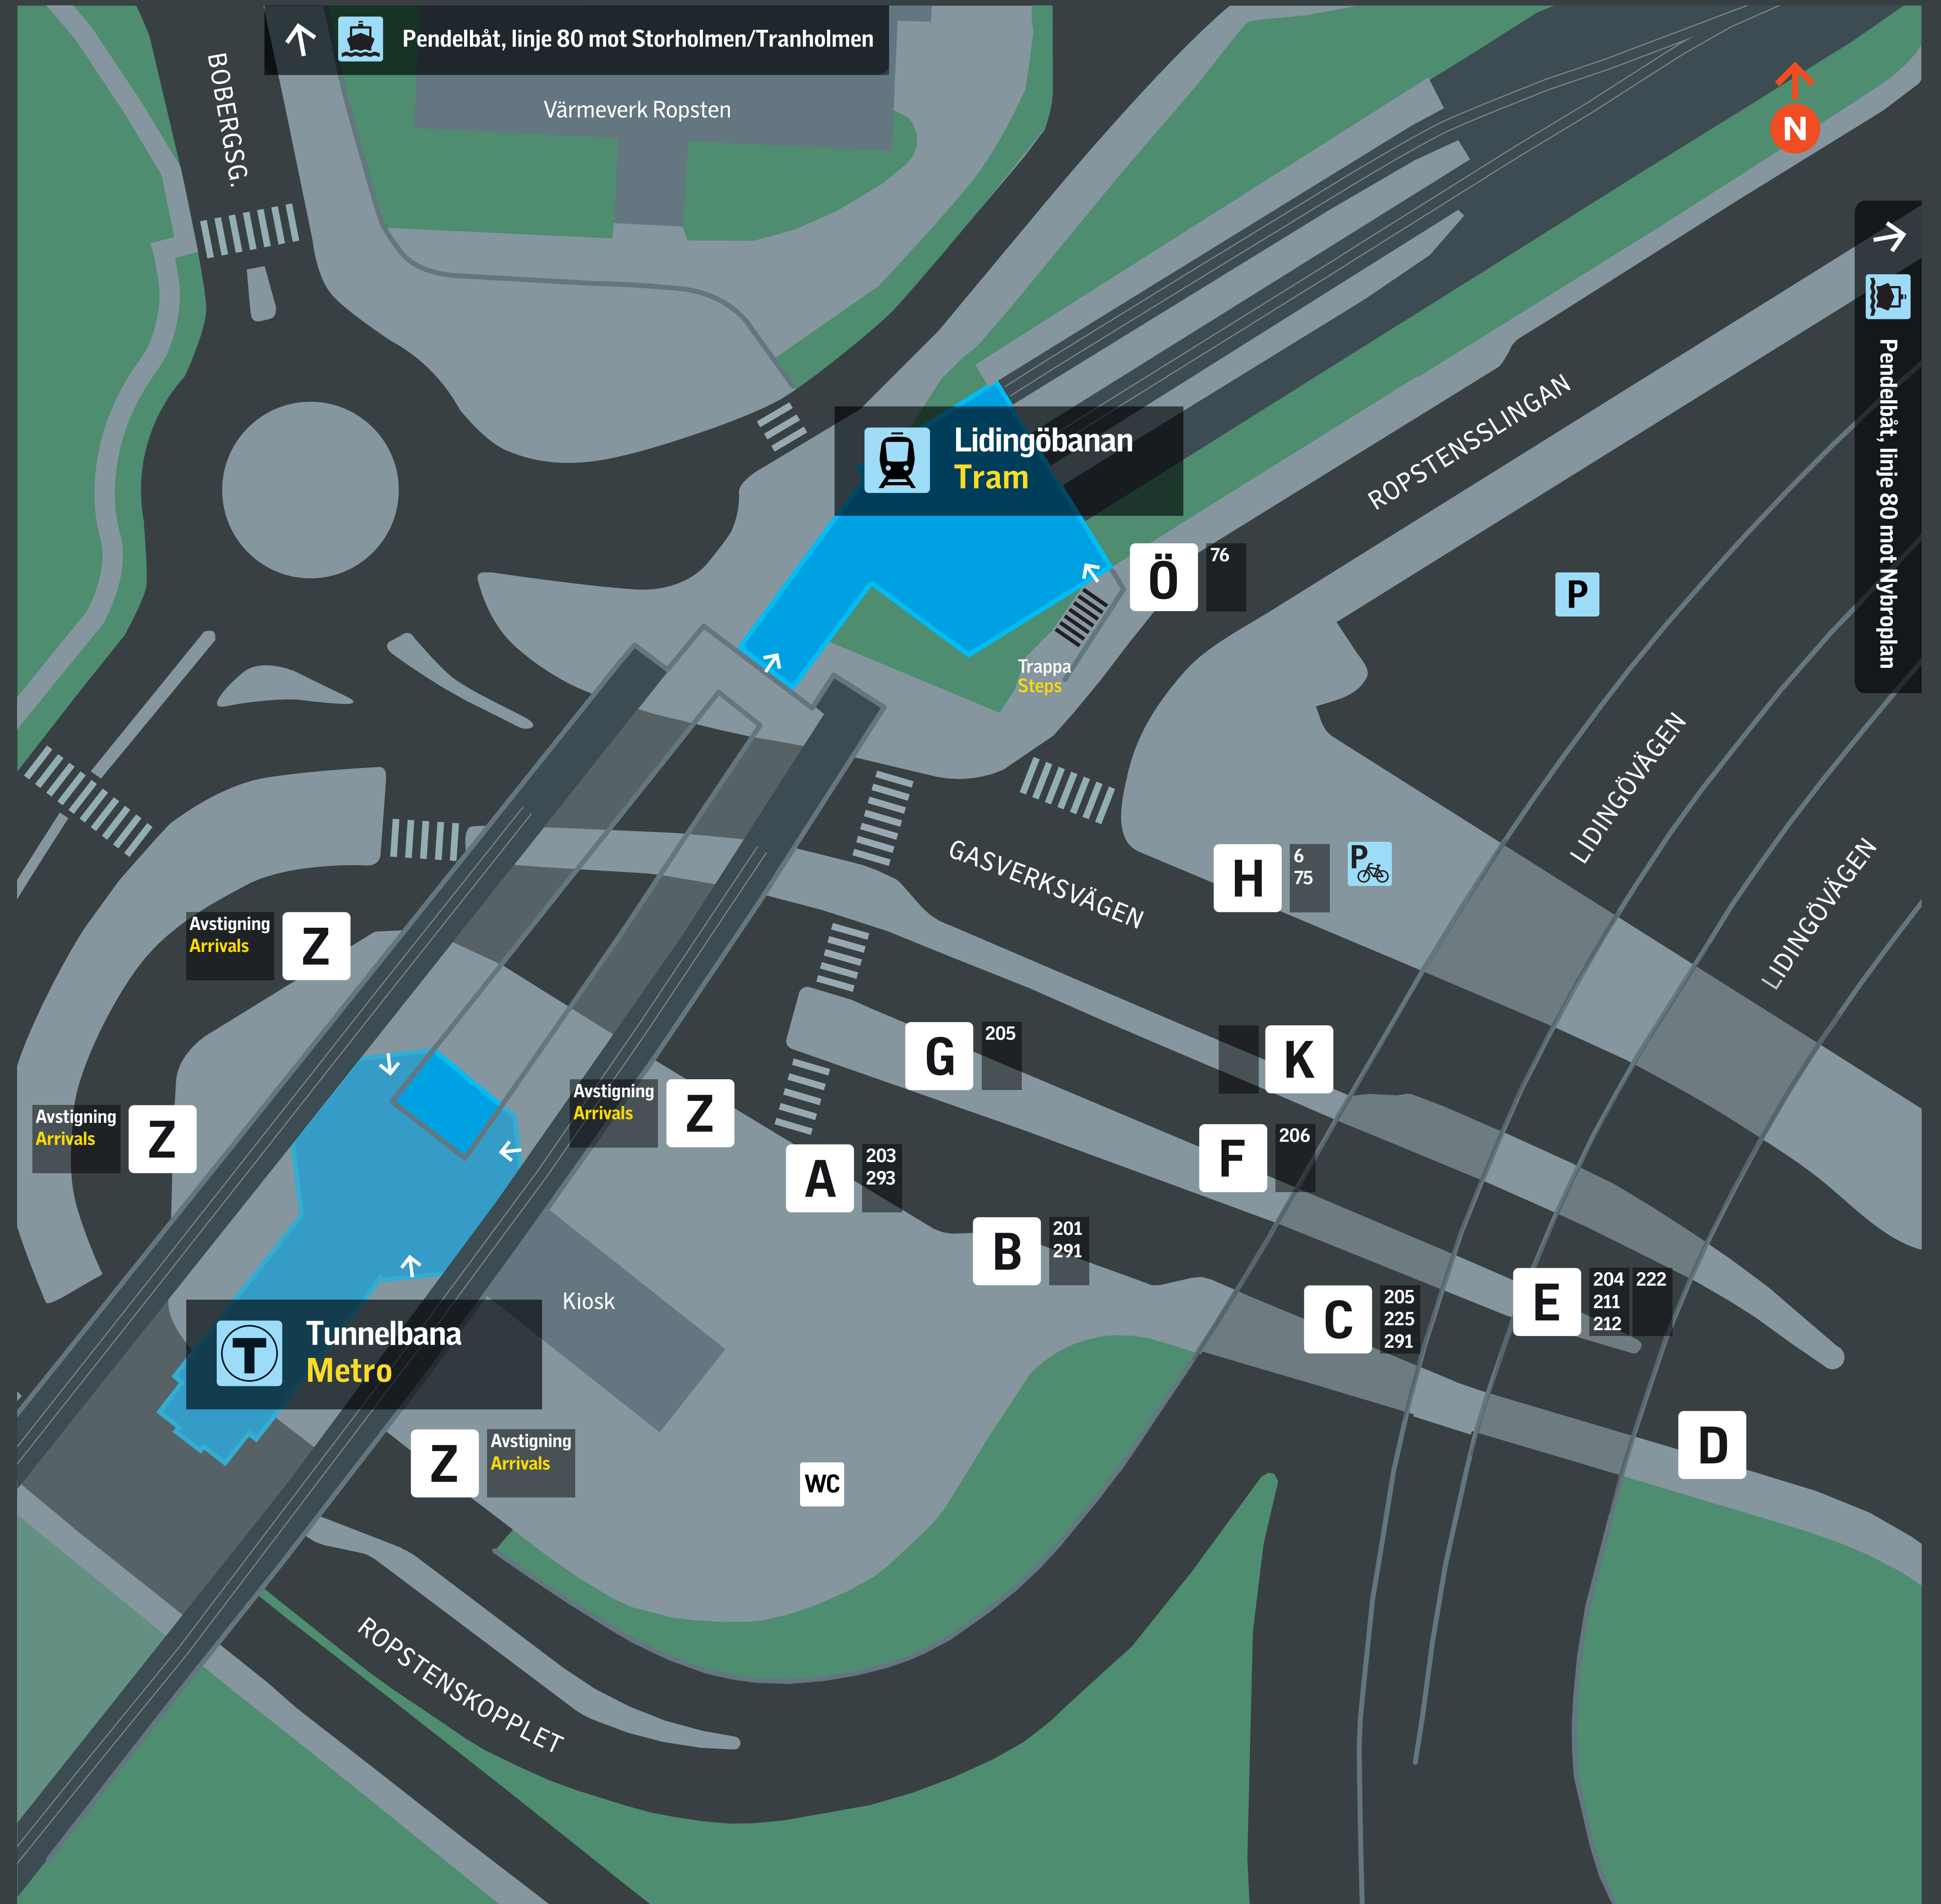 Pendelbåt, linje 80 mot Storholmen/Tranholmen
BOBERGSG.
Värmeverk Ropsten
N
Pendelbåt, linje 80 mot Nybroplan
Lidingöbanan
Tram
ROPSTENSSLINGAN
Ö
76
P
Trappa
Steps
LIDINGÖVÄGEN
LIDINGÖVÄGEN
GASVERKSVÄGEN
H
6
75
P
Avstigning
Arrivals
Z
G
205
K
Avstigning
Arrivals
Z
Avstigning
Arrivals
Z
A
203
293
F
206
B
201
291
C
205
225
291
E
204 222
211
212
Kiosk
T
Tunnelbana
Metro
Z
Avstigning
Arrivals
WC
D
ROPSTENSKOPPLET